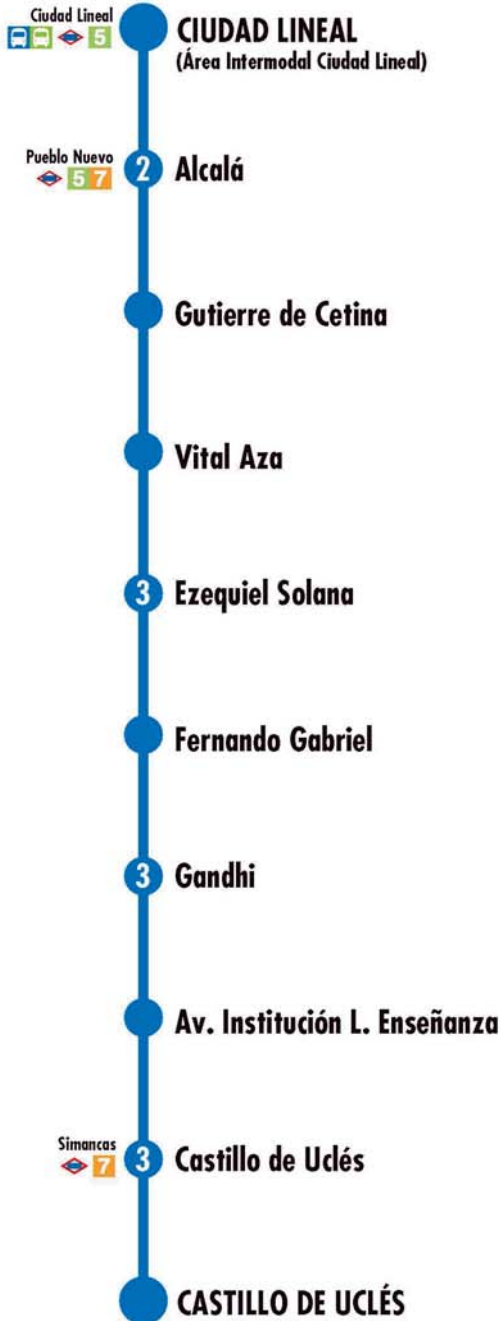 Ciudad Lineal
5
CIUDAD LINEAL
(Área Intermodal Ciudad Lineal)
Pueblo Nuevo
5 7
2
Alcalá
Gutierre de Cetina
Vital Aza
3
Ezequiel Solana
Fernando Gabriel
3
Gandhi
Av. Institución L. Enseñanza
Simancas
7
3
Castillo de Uclés
CASTILLO DE UCLÉS